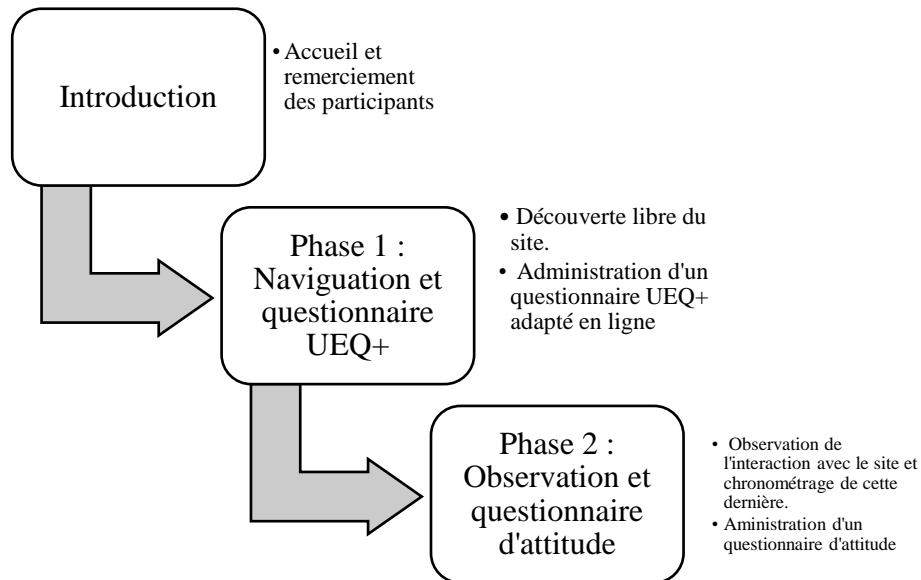 Introduction
• Accueil et
remerciement
des participants
Phase 1 :
Naviguation et
questionnaire
UEQ+
• Découverte libre du
site.
• Administration d'un
questionnaire UEQ+
adapté en ligne
Phase 2 :
Observation et
questionnaire
d'attitude
• Observation de
l'interaction avec le site et
chronométrage de cette
dernière.
• Aministration d'un
questionnaire d'attitude